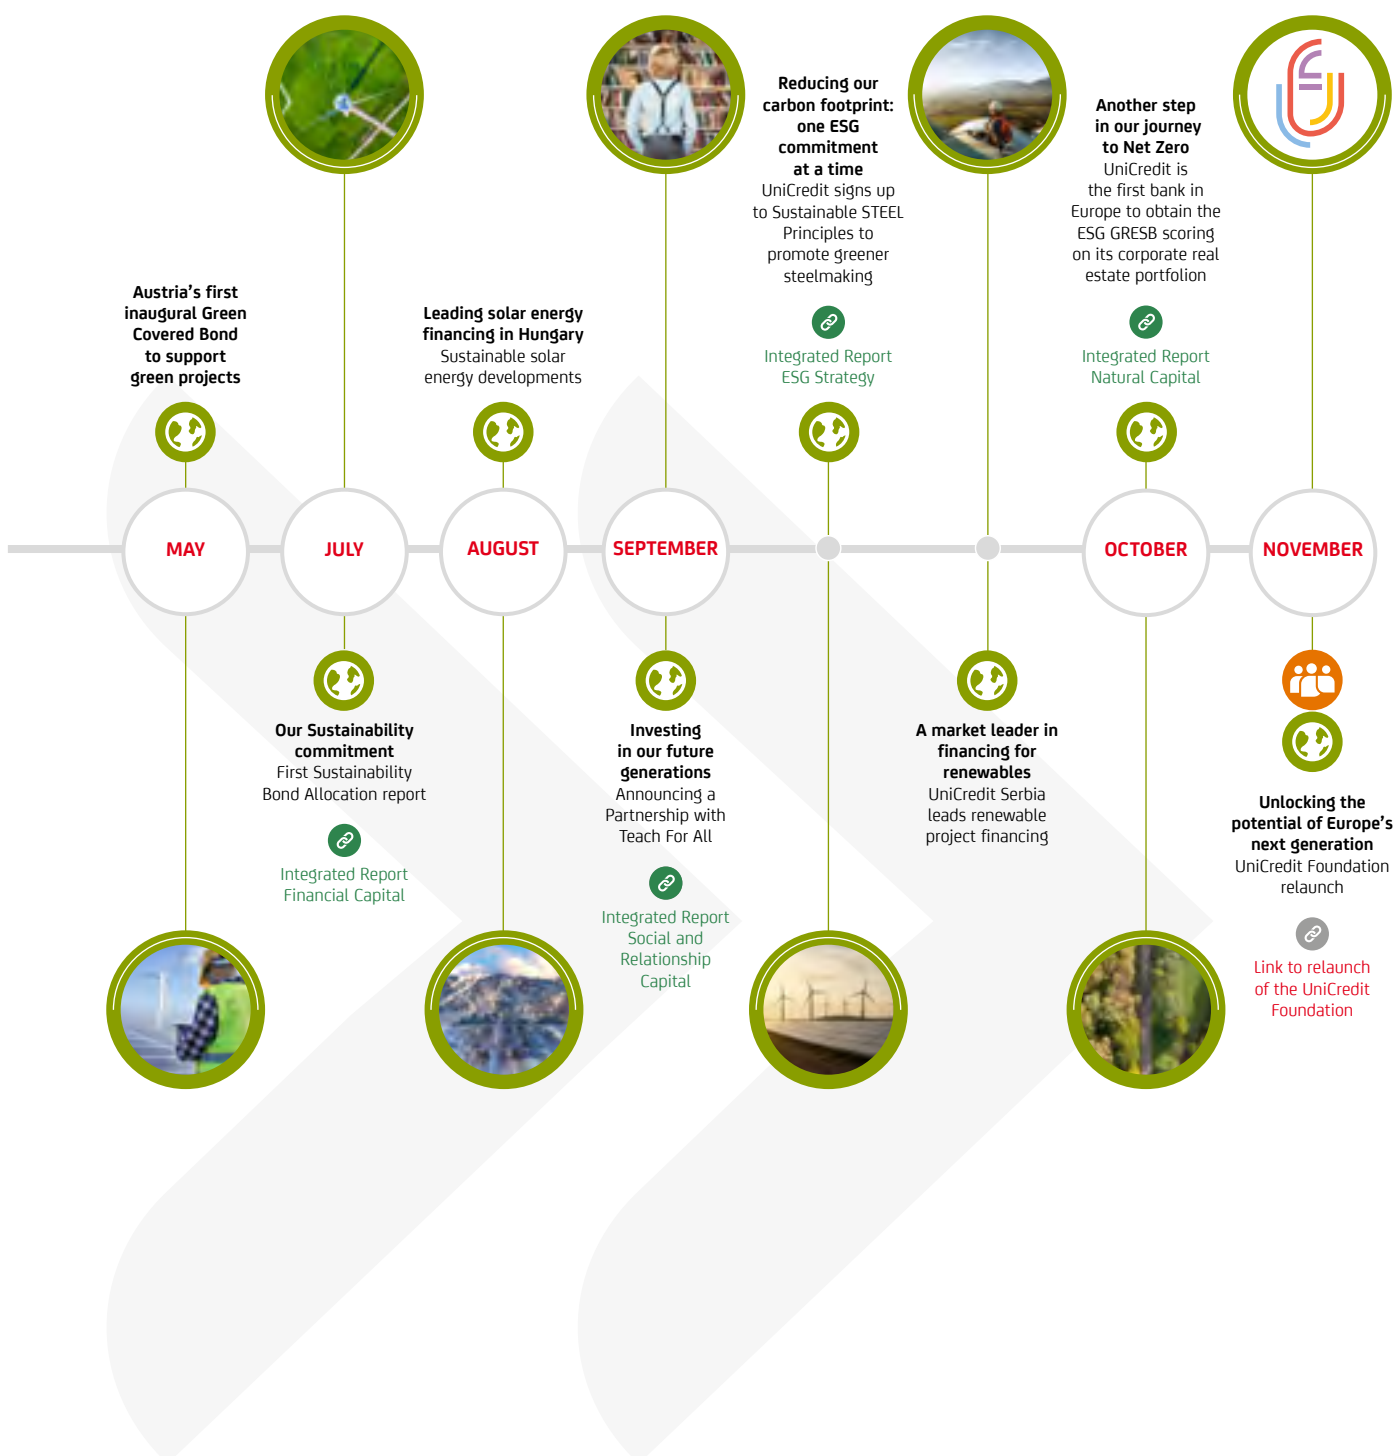 Austria's first
inaugural Green
Covered Bond
to support
green projects
MAY
JULY
Our Sustainability
commitment
First Sustainability
Bond Allocation report
Integrated Report
Financial Capital
Leading solar energy
financing in Hungary
Sustainable solar
energy developments
AUGUST
SEPTEMBER
Investing
in our future
generations
Announcing a
Partnership with
Teach For All
Integrated Report
Social and
Relationship
Capital
Reducing our
carbon footprint:
one ESG
commitment
at a time
UniCredit signs up
to Sustainable STEEL
Principles to
promote greener
steelmaking
Integrated Report
ESG Strategy
A market leader in
financing for
renewables
UniCredit Serbia
leads renewable
project financing
Another step
in our journey
to Net Zero
UniCredit is
the first bank in
Europe to obtain the
ESG GRESB scoring
on its corporate real
estate portfolion
Integrated Report
Natural Capital
OCTOBER
NOVEMBER
Unlocking the
potential of Europe's
next generation
UniCredit Foundation
relaunch
Link to relaunch
of the UniCredit
Foundation